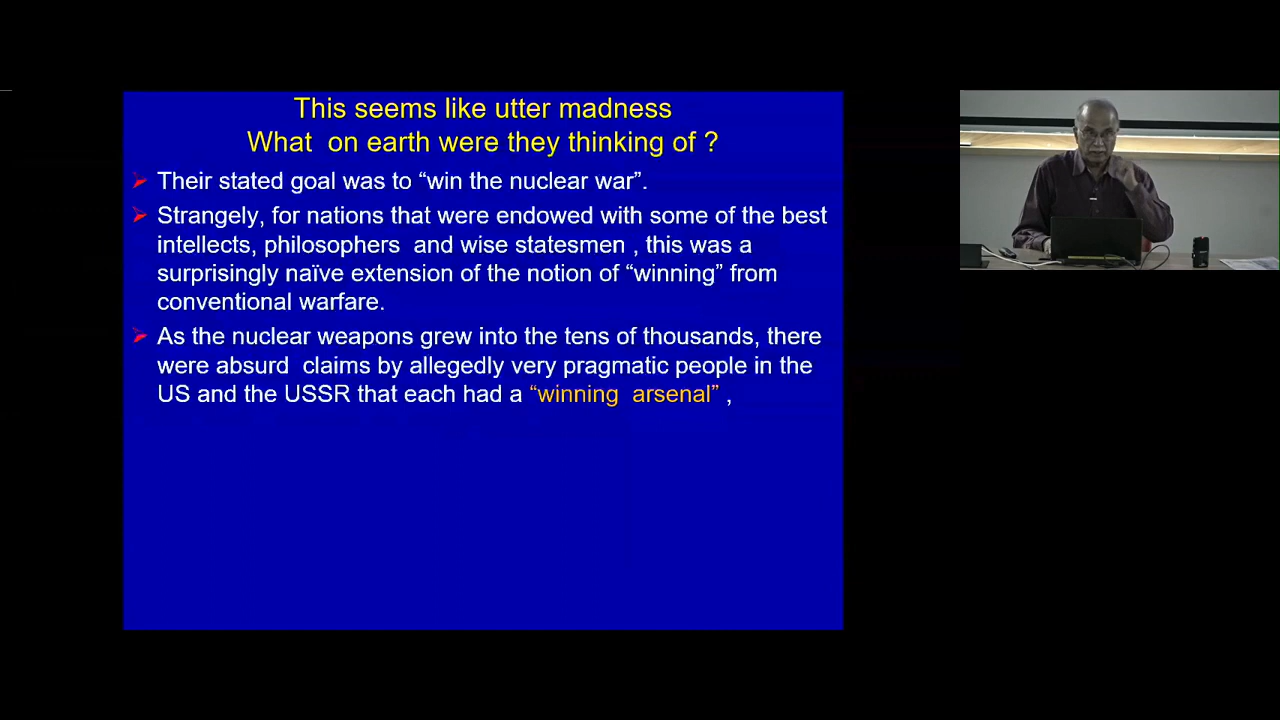 This seems like utter madness
What on earth were they thinking of ?
Their stated goal was to “win the nuclear war”.
Strangely, for nations that were endowed with some of the best
intellects, philosophers and wise statesmen , this was a
surprisingly naïve extension of the notion of “winning” from
conventional warfare.
As the nuclear weapons grew into the tens of thousands, there
were absurd claims by allegedly very pragmatic people in the
US and the USSR that each had a “winning arsenal” ,